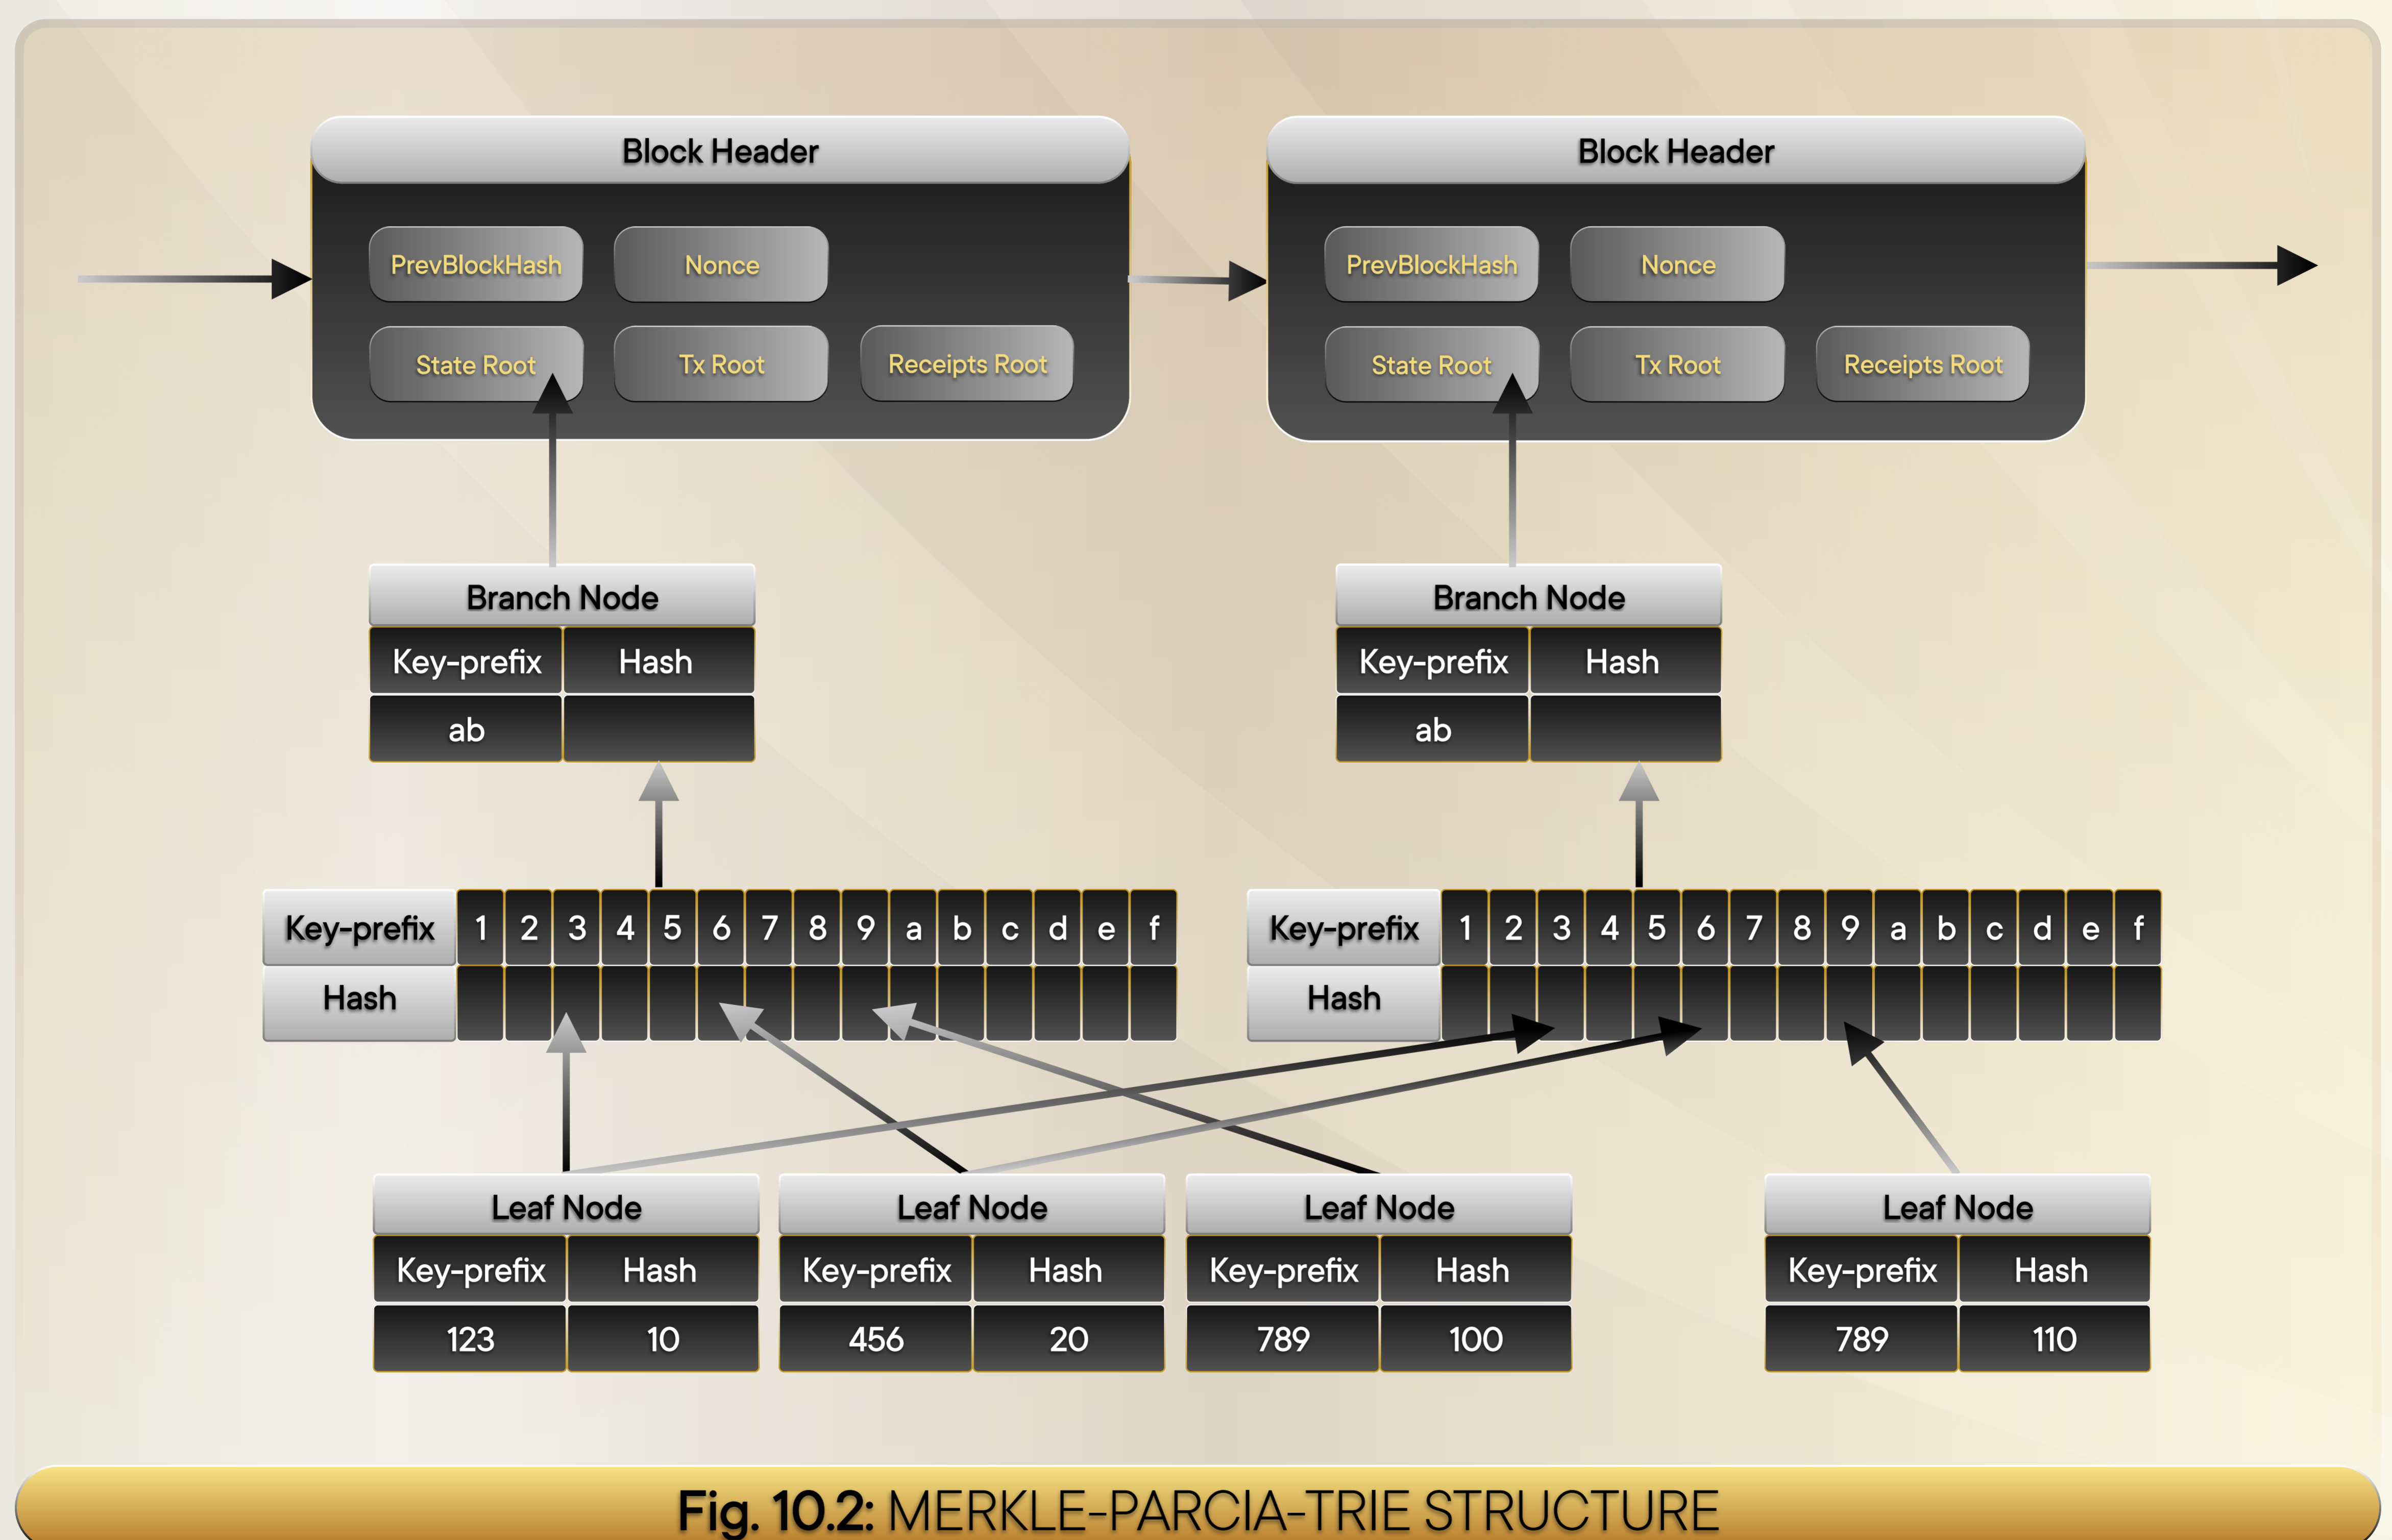 Block Header
PrevBlockHash Nonce
State Root Tx Root Receipts Root
Block Header
PrevBlockHash Nonce
State Root Tx Root Receipts Root
Branch Node
Key-prefix Hash
ab
Branch Node
Key-prefix Hash
ab
Key-prefix 1 2 3 4 5 6 7 8 9 a b c d e f
Hash
Key-prefix 1 2 3 4 5 6 7 8 9 a b c d e f
Hash
Leaf Node
Key-prefix Hash
123 10
Leaf Node
Key-prefix Hash
456 20
Leaf Node
Key-prefix Hash
789 100
Leaf Node
Key-prefix Hash
789 110
Fig. 10.2: MERKLE-PARCIA-TRIE STRUCTURE